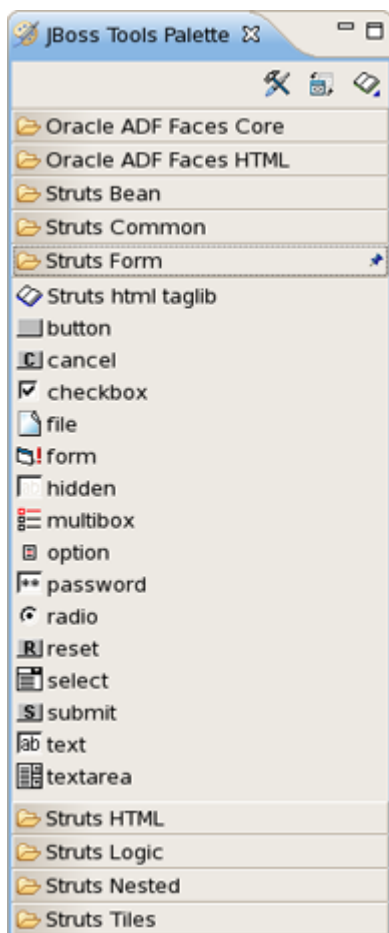 JBoss Tools Palette
Oracle ADF Faces Core
Oracle ADF Faces HTML
Struts Bean
Struts Common
Struts Form
Struts html taglib
button
C cancel
checkbox
file
form
hidden
multibox
option
password
radio
R reset
select
S submit
ab text
textarea
Struts HTML
Struts Logic
Struts Nested
Struts Tiles